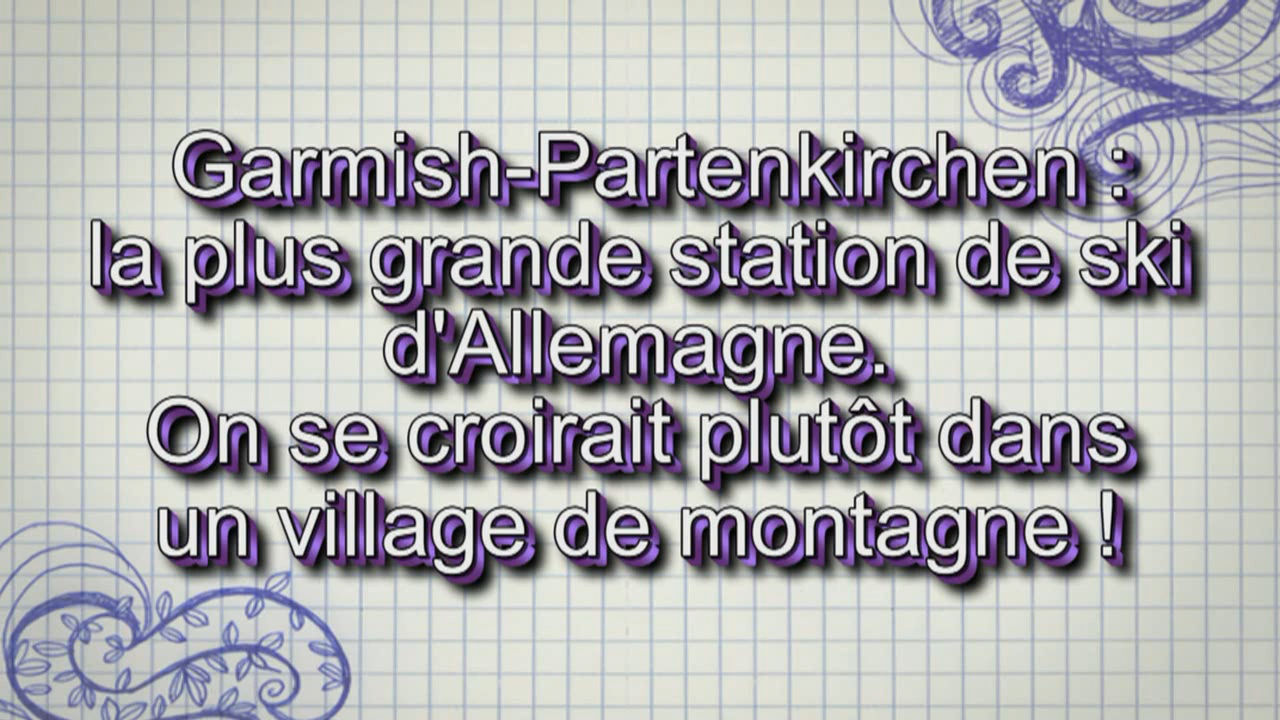 Garmish-Partenkirchen :
la plus grande station de ski
d'Allemagne.
On se croirait plutôt dans
un village de montagne !